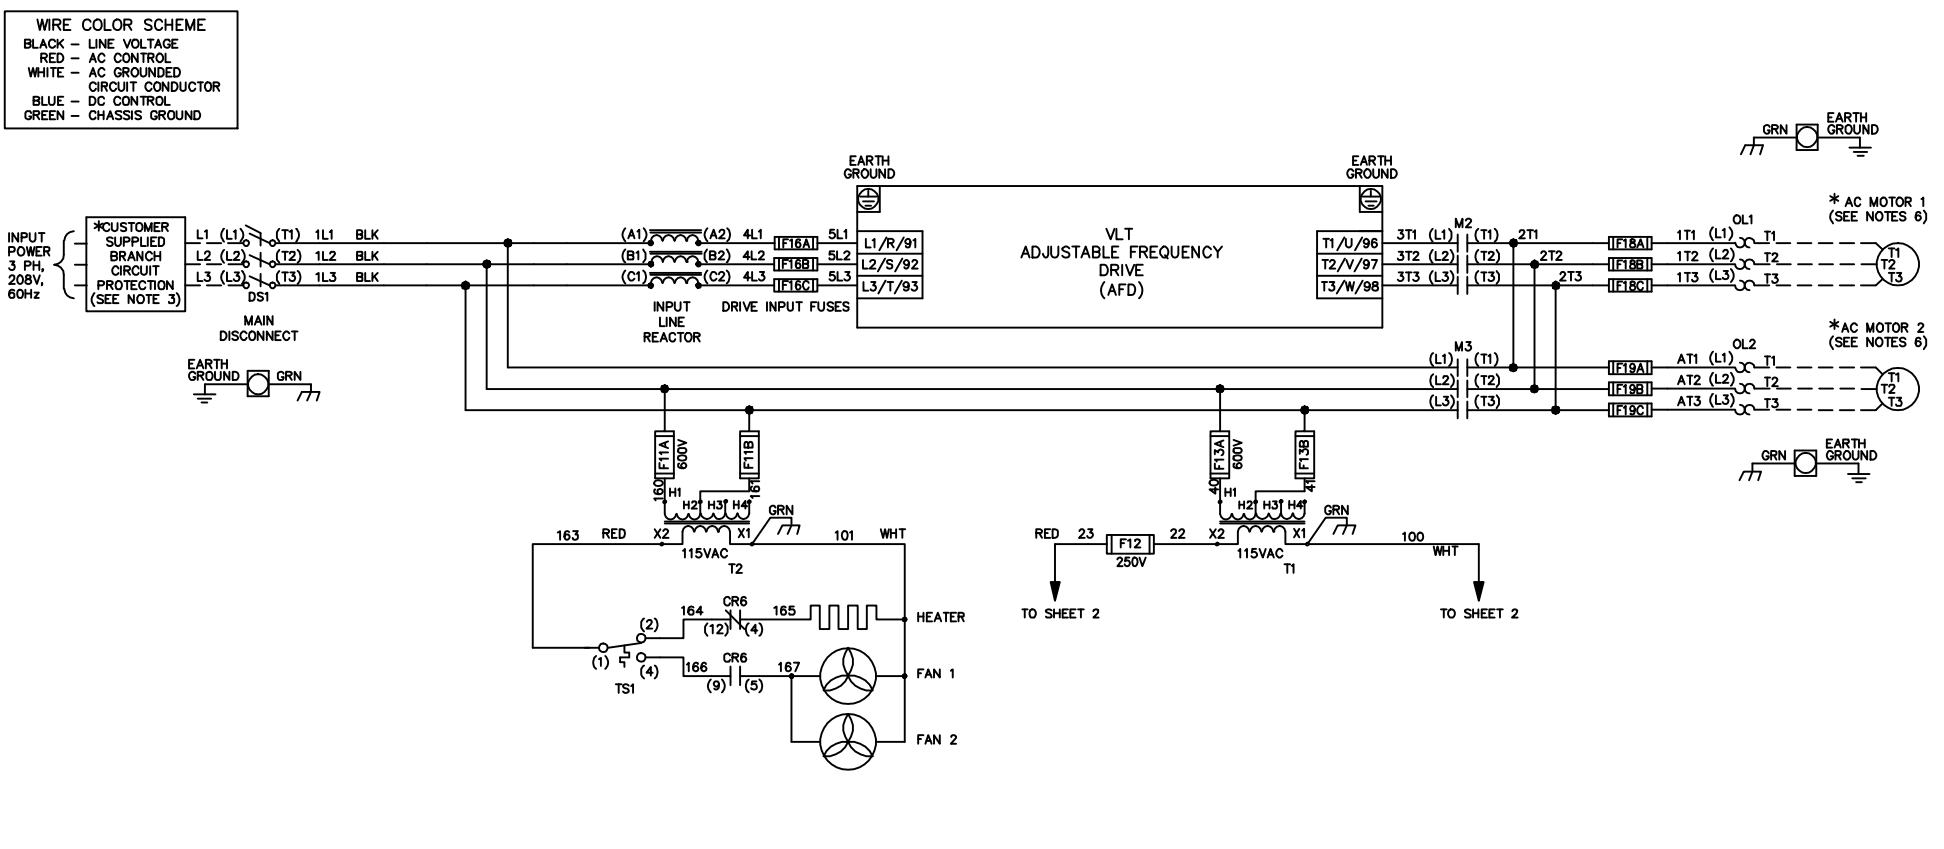 WIRE COLOR SCHEME
BLACK – LINE VOLTAGE
RED – AC CONTROL
WHITE – AC GROUNDED
CIRCUIT CONDUCTOR
BLUE – DC CONTROL
GREEN – CHASSIS GROUND
GRN
EARTH
GROUND
EARTH
GROUND
EARTH
GROUND
INPUT
POWER
3 PH,
208V,
60Hz
*CUSTOMER
SUPPLIED
BRANCH
CIRCUIT
PROTECTION
(SEE NOTE 3)
L1 (L1) (T1) 1L1 BLK
L2 (L2) (T2) 1L2 BLK
L3 (L3) (T3) 1L3 BLK
DS1
MAIN
DISCONNECT
EARTH
GROUND
GRN
(A1) (A2) 4L1 F16A 5L1 L1/R/91
(B1) (B2) 4L2 F16B 5L2 L2/S/92
(C1) (C2) 4L3 F16C 5L3 L3/T/93
INPUT
LINE
REACTOR
DRIVE INPUT FUSES
VLT
ADJUSTABLE FREQUENCY
DRIVE
(AFD)
M2
T1/U/96 3T1 (L1) (T1) 2T1 F18A 1T1 (L1) T1
T2/V/97 3T2 (L2) (T2) 2T2 F18B 1T2 (L2) T2
T3/W/98 3T3 (L3) (T3) 2T3 F18C 1T3 (L3) T3
OL1
* AC MOTOR 1
(SEE NOTES 6)
T1
T2
T3
M3
(L1) (T1) F19A AT1 (L1) T1
(L2) (T2) F19B AT2 (L2) T2
(L3) (T3) F19C AT3 (L3) T3
OL2
*AC MOTOR 2
(SEE NOTES 6)
T1
T2
T3
GRN
EARTH
GROUND
F11A
600V
F11B
160
161
H1
H2 H3 H4
GRN
163 RED X2 X1 101 WHT
115VAC
T2
164 CR6 165 HEATER
(12) (4)
(2)
(1)
(4)
TS1
166 CR6 167 FAN 1
(9) (5)
FAN 2
F13A
600V
F13B
40
41
H1
H2 H3 H4
GRN
RED 23 F12 22 X2 X1 100
WHT
250V
115VAC
T1
TO SHEET 2
TO SHEET 2